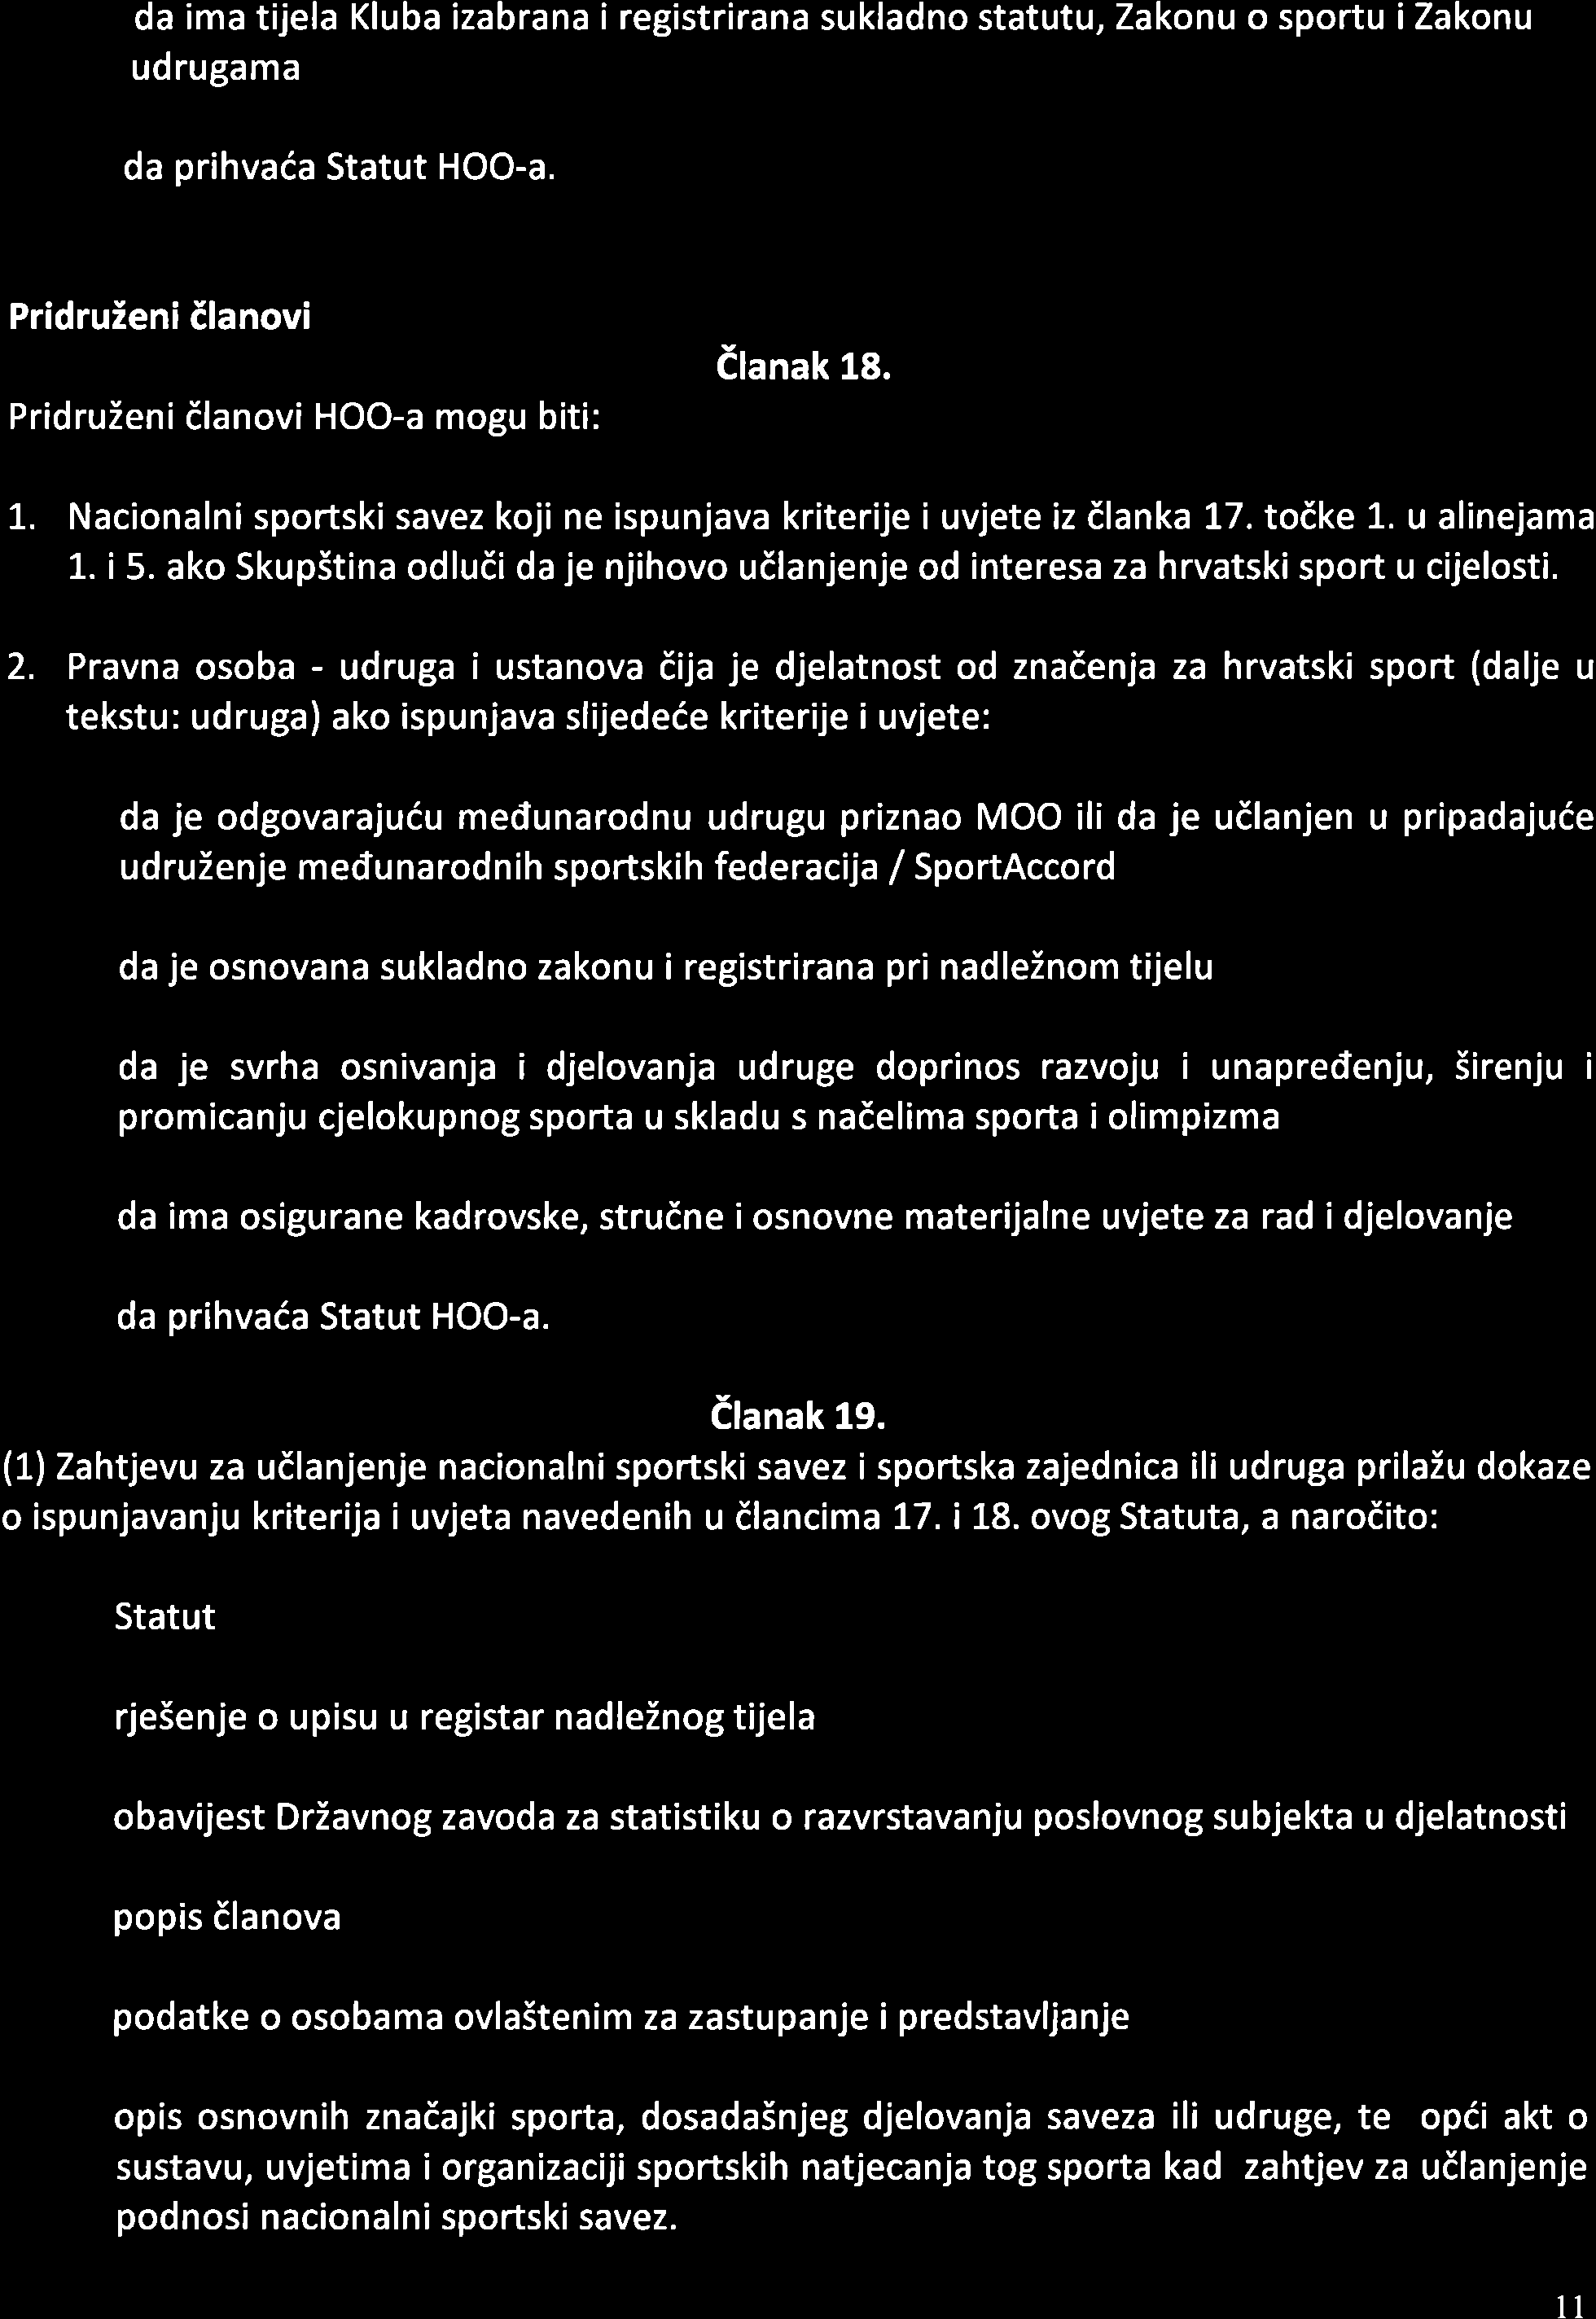 da ima tijela Kluba izabrana i registrirana sukladno statutu, Zakonu o sportu i Zakonu
udrugama
da prihvaća Statut HOO-a.
Pridruženi članovi
Članak 18.
Pridruženi članovi HOO-a mogu biti:
1. Nacionalni sportski savez koji ne ispunjava kriterije i uvjete iz članka 17. točke 1. u alinejama
1. i 5. ako Skupština odluči da je njihovo učlanjenje od interesa za hrvatski sport u cijelosti.
2. Pravna osoba - udruga i ustanova čija je djelatnost od značenja za hrvatski sport (dalje u
tekstu: udruga) ako ispunjava slijedeće kriterije i uvjete:
da je odgovarajuću međunarodnu udrugu priznao MOO ili da je učlanjen u pripadajuće
udruženje međunarodnih sportskih federacija / SportAccord
da je osnovana sukladno zakonu i registrirana pri nadležnom tijelu
da je svrha osnivanja i djelovanja udruge doprinos razvoju i unapređenju, širenju i
promicanju cjelokupnog sporta u skladu s načelima sporta i olimpizma
da ima osigurane kadrovske, stručne i osnovne materijalne uvjete za rad i djelovanje
da prihvaća Statut HOO-a.
Članak 19.
(1) Zahtjevu za učlanjenje nacionalni sportski savez i sportska zajednica ili udruga prilažu dokaze
o ispunjavanju kriterija i uvjeta navedenih u člancima 17. i 18. ovog Statuta, a naročito:
Statut
rješenje o upisu u registar nadležnog tijela
obavijest Državnog zavoda za statistiku o razvrstavanju poslovnog subjekta u djelatnosti
popis članova
podatke o osobama ovlaštenim za zastupanje i predstavljanje
opis osnovnih značajki sporta, dosadašnjeg djelovanja saveza ili udruge, te opći akt o
sustavu, uvjetima i organizaciji sportskih natjecanja tog sporta kad zahtjev za učlanjenje
podnosi nacionalni sportski savez.
11